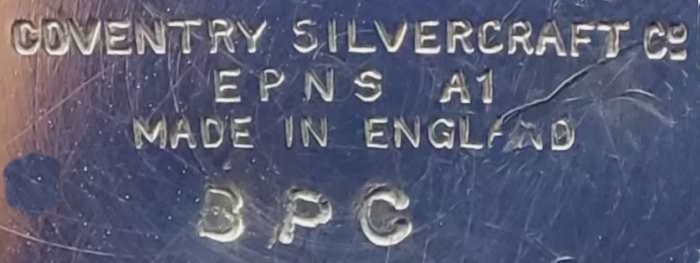 COVENTRY SILVERCRAFT Co
EPNS A1
MADE IN ENGLAND
BPC